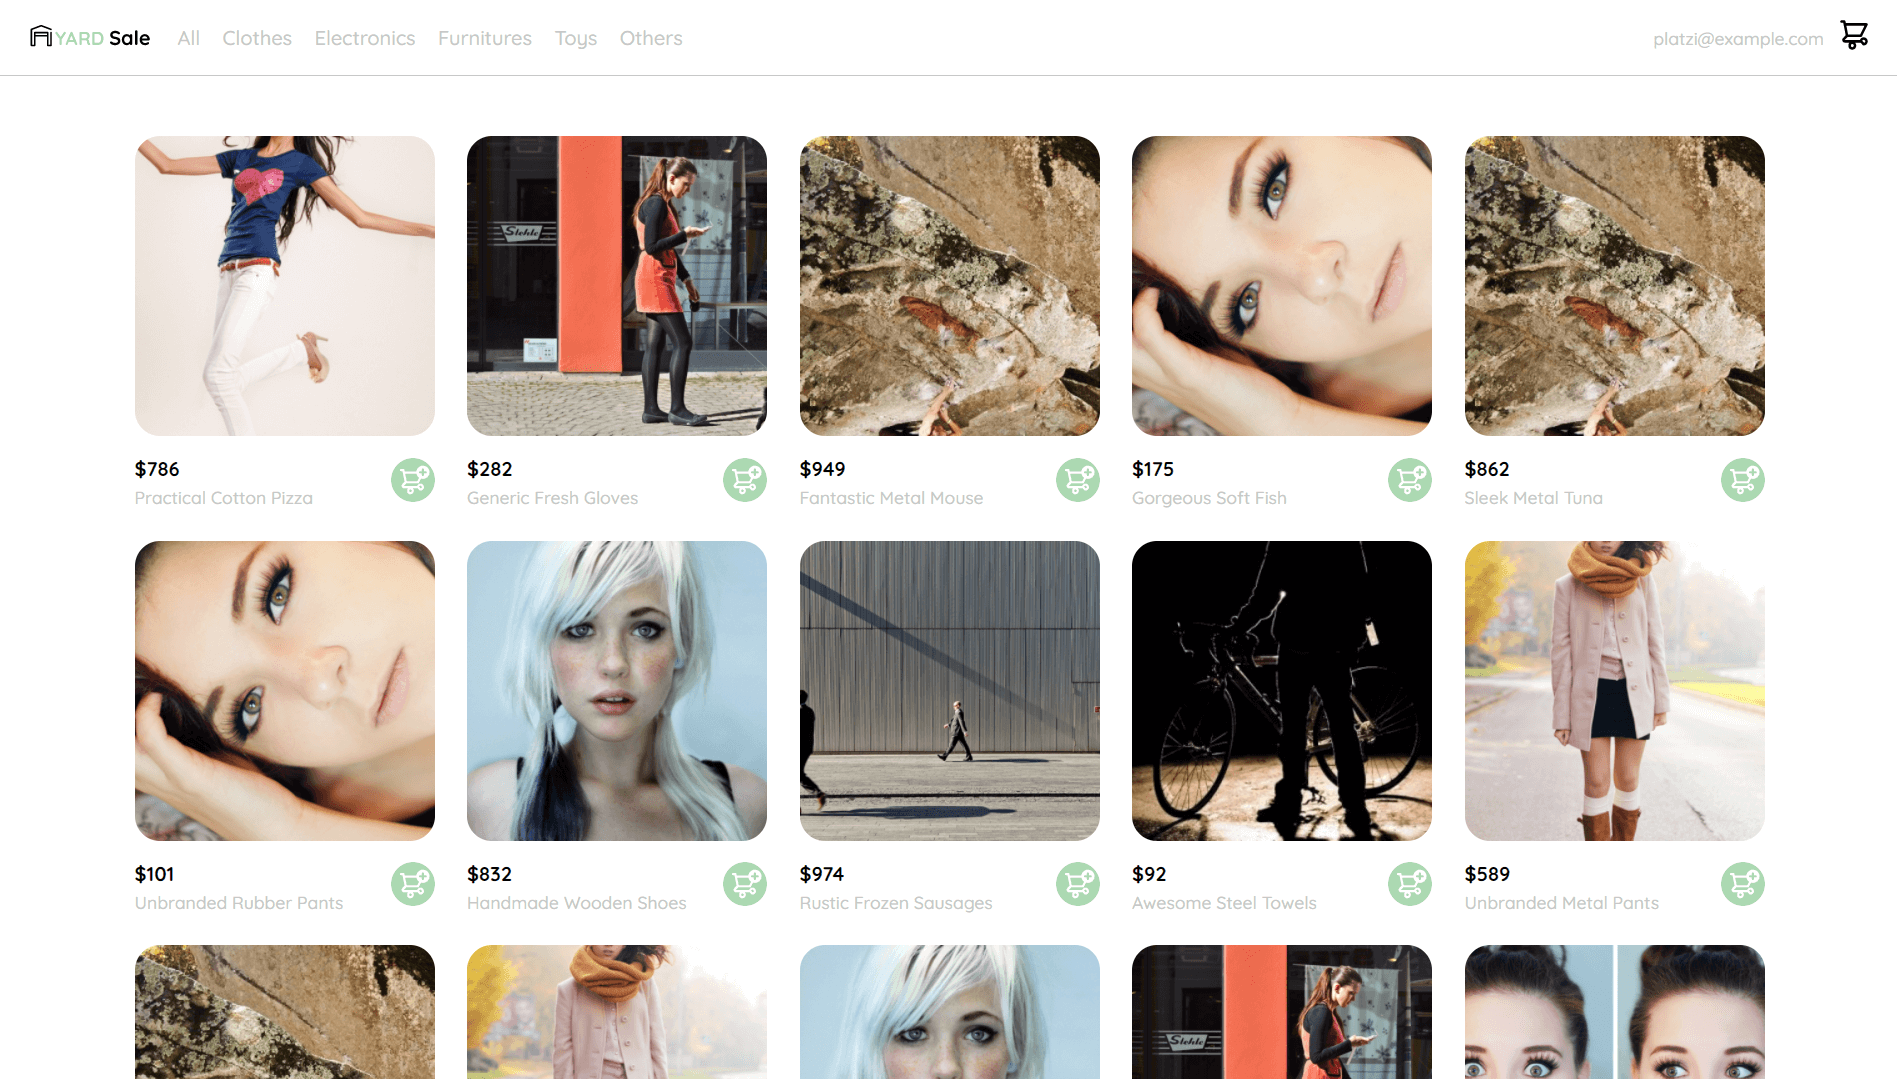 YARD Sale
All
Clothes
Electronics
Furnitures
Toys
Others
platzi@example.com
Stehle
$786
Practical Cotton Pizza
$282
Generic Fresh Gloves
$949
Fantastic Metal Mouse
$175
Gorgeous Soft Fish
$862
Sleek Metal Tuna
$101
Unbranded Rubber Pants
$832
Handmade Wooden Shoes
$974
Rustic Frozen Sausages
$92
Awesome Steel Towels
$589
Unbranded Metal Pants
Stehle